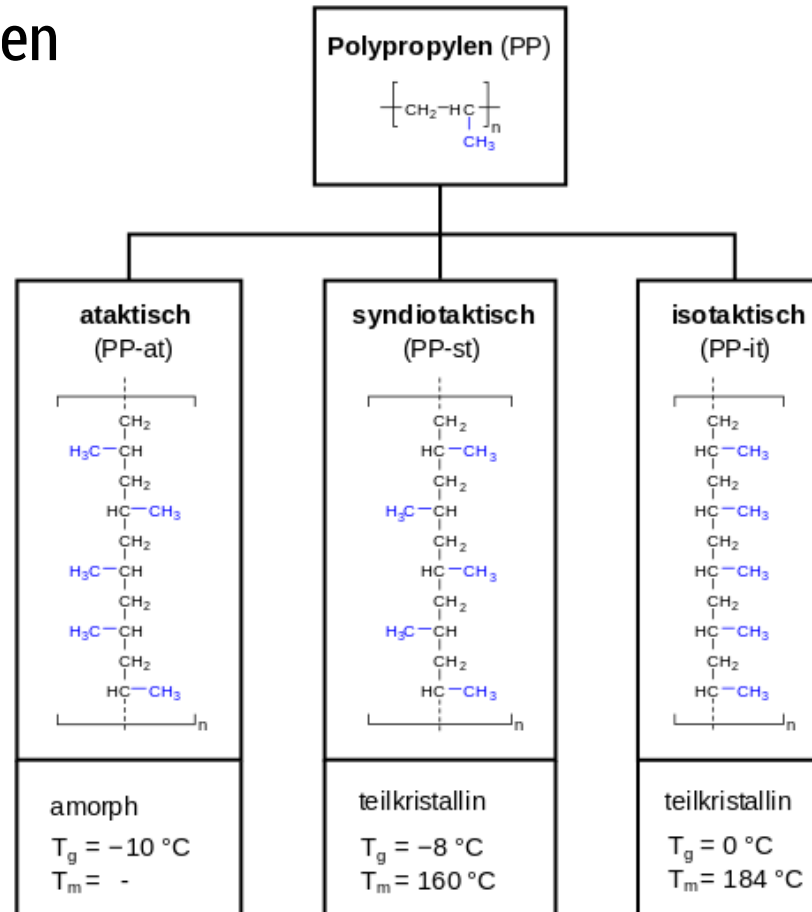 en
Polypropylen (PP)
CH2-HC
n
CH3
ataktisch
(PP-at)
CH2
H3C-CH
CH2
HC-CH3
CH2
H3C-CH
CH2
H3C-CH
CH2
HC-CH3
n
amorph
Tg = −10 °C
Tm = -
syndiotaktisch
(PP-st)
CH2
HC-CH3
CH2
H3C-CH
CH2
HC-CH3
CH2
H3C-CH
CH2
HC-CH3
n
teilkristallin
Tg = −8 °C
Tm = 160 °C
isotaktisch
(PP-it)
CH2
HC-CH3
CH2
HC-CH3
CH2
HC-CH3
CH2
HC-CH3
CH2
HC-CH3
n
teilkristallin
Tg = 0 °C
Tm = 184 °C